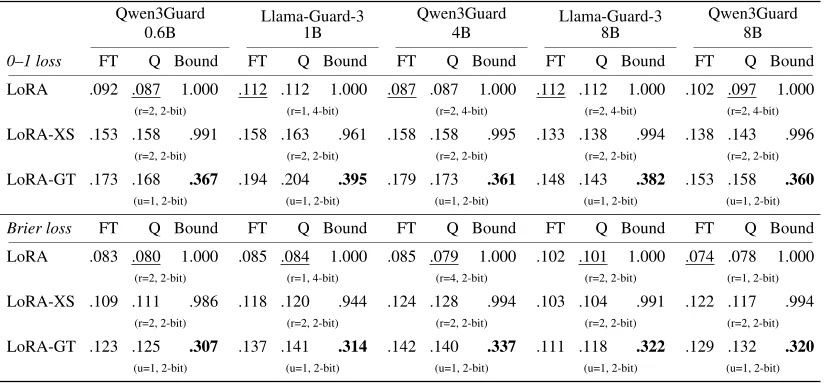 Qwen3Guard Llama-Guard-3 Qwen3Guard Llama-Guard-3 Qwen3Guard
0.6B 1B 4B 8B 8B
0–1 loss FT Q Bound FT Q Bound FT Q Bound FT Q Bound FT Q Bound
LoRA .092 .087 1.000 .112 .112 1.000 .087 .087 1.000 .112 .112 1.000 .102 .097 1.000
(r=2, 2-bit) (r=1, 4-bit) (r=2, 4-bit) (r=2, 4-bit) (r=2, 2-bit)
LoRA-XS .153 .158 .991 .158 .163 .961 .158 .158 .995 .133 .138 .994 .138 .143 .996
(r=2, 2-bit) (r=2, 2-bit) (r=2, 2-bit) (r=2, 2-bit) (r=2, 2-bit)
LoRA-GT .173 .168 .367 .194 .204 .395 .179 .173 .361 .148 .143 .382 .153 .158 .360
(u=1, 2-bit) (u=1, 2-bit) (u=1, 2-bit) (u=1, 2-bit) (u=1, 2-bit)
Brier loss FT Q Bound FT Q Bound FT Q Bound FT Q Bound FT Q Bound
LoRA .083 .080 1.000 .085 .084 1.000 .085 .079 1.000 .102 .101 1.000 .074 .078 1.000
(r=2, 2-bit) (r=1, 4-bit) (r=4, 2-bit) (r=2, 2-bit) (r=1, 2-bit)
LoRA-XS .109 .111 .986 .118 .120 .944 .124 .128 .994 .103 .104 .991 .122 .117 .994
(r=2, 2-bit) (r=2, 2-bit) (r=2, 2-bit) (r=2, 2-bit) (r=2, 2-bit)
LoRA-GT .123 .125 .307 .137 .141 .314 .142 .140 .337 .111 .118 .322 .129 .132 .320
(u=1, 2-bit) (u=1, 2-bit) (u=1, 2-bit) (u=1, 2-bit) (u=1, 2-bit)